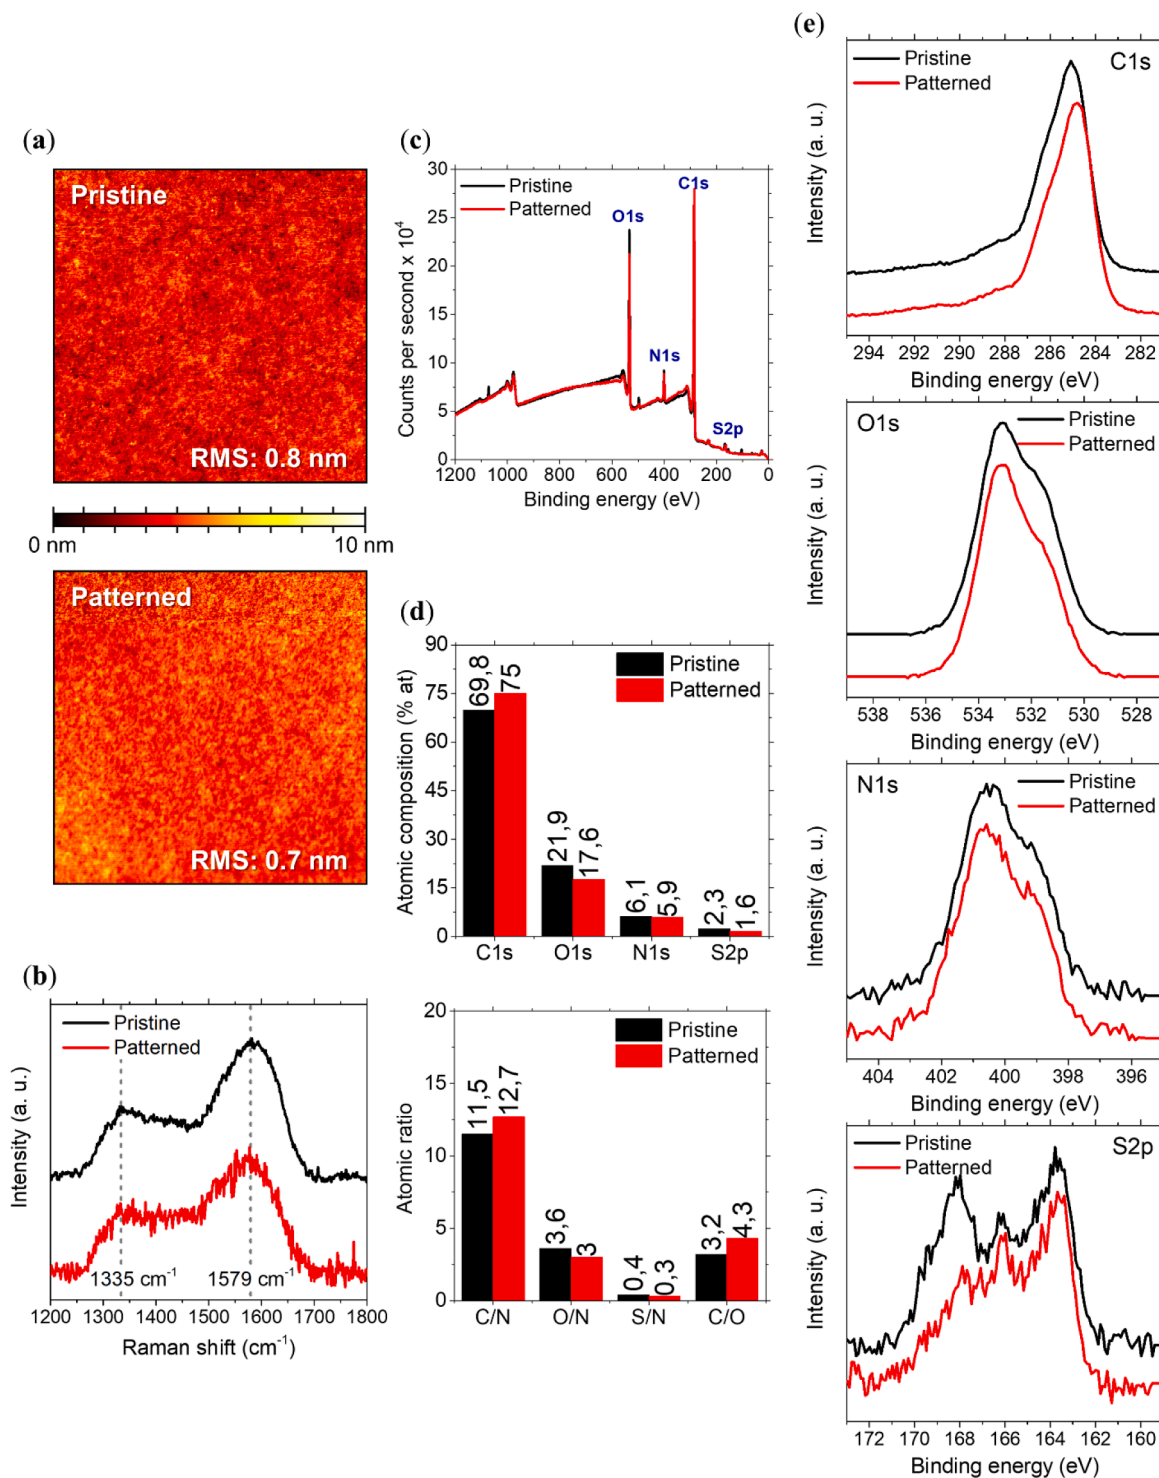 (a)
Pristine
RMS: 0.8 nm
0 nm 10 nm
Patterned
RMS: 0.7 nm
(b)
Pristine
Patterned
Intensity (a. u.)
1335 cm⁻¹ 1579 cm⁻¹
1200 1300 1400 1500 1600 1700 1800
Raman shift (cm⁻¹)
(c)
Pristine
Patterned
C1s
O1s
N1s
S2p
Counts per second x 10⁴
30
25
20
15
10
5
0
1200 1000 800 600 400 200 0
Binding energy (eV)
(d)
Pristine
Patterned
Atomic composition (% at)
90
75
60
45
30
15
0
69,8 75
21,9 17,6
6,1 5,9
2,3 1,6
C1s O1s N1s S2p
Pristine
Patterned
Atomic ratio
20
15
10
5
0
11,5 12,7
3,6 3
0,4 0,3
3,2 4,3
C/N O/N S/N C/O
(e)
Pristine
Patterned
C1s
Intensity (a. u.)
294 292 290 288 286 284 282
Binding energy (eV)
O1s
Pristine
Patterned
Intensity (a. u.)
538 536 534 532 530 528
Binding energy (eV)
N1s
Pristine
Patterned
Intensity (a. u.)
404 402 400 398 396
Binding energy (eV)
Pristine
Patterned
S2p
Intensity (a. u.)
172 170 168 166 164 162 160
Binding energy (eV)